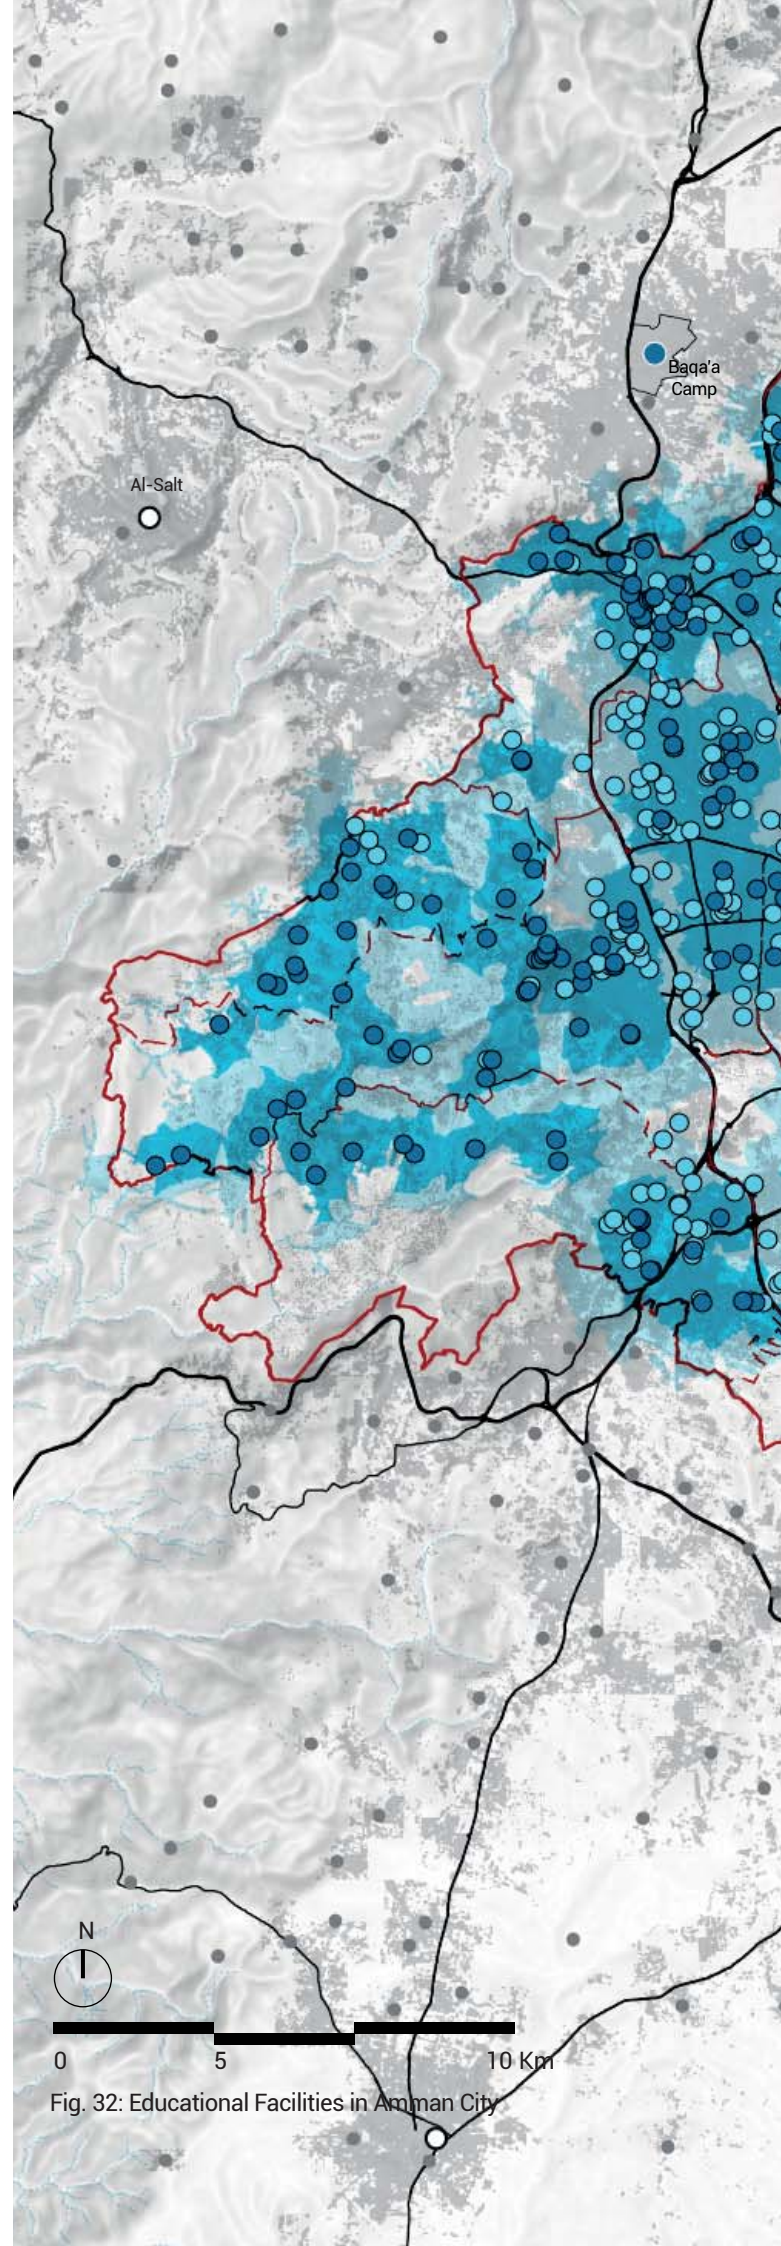 Baqa'a
Camp
Al-Salt
N
0 5 10 Km
Fig. 32: Educational Facilities in Amman City